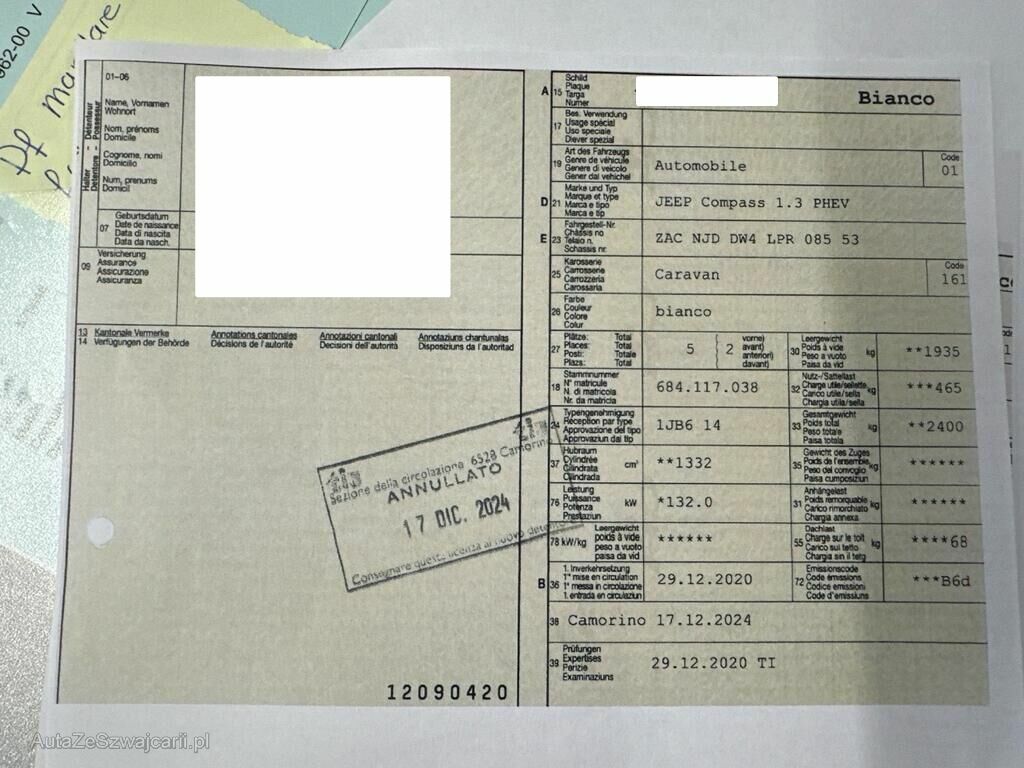 962-00 V
Halter - Détenteur
Detentore - Possessur
01-06
Name, Vornamen
Wohnort
Nom, prénoms
Domicile
Cognome, nomi
Domicilio
Num, prenums
Domicil
07
Geburtsdatum
Date de naissance
Data di nascita
Data da nasch.
09
Versicherung
Assurance
Assicurazione
Assicuranza
13 Kantonale Vermerke Annotations cantonales Annotazioni cantonali Annotaziuns chantunalas
14 Verfügungen der Behörde Décisions de l'autorité Decisioni dell'autorità Disposiziuns da l'autoritad
Sezione della circolazione 6528 Camorino
ANNULLATO
17 DIC. 2024
Consegnare questa licenza al nuovo detentore
12090420
A 15 Schild
Plaque
Targa
Numer
Bianco
17 Bes. Verwendung
Usage spécial
Uso speciale
Diever spezial
19 Art des Fahrzeugs
Genre de véhicule
Genere di veicolo
Gener dal vehichel
Automobile
Code
01
D 21 Marke und Typ
Marque et type
Marca e tipo
Marca e tip
JEEP Compass 1.3 PHEV
E 23 Fahrgestell-Nr.
Châssis no
Telaio n.
Schassis nr.
ZAC NJD DW4 LPR 085 53
25 Karosserie
Carrosserie
Carrozzeria
Carossaria
Caravan
Code
161
26 Farbe
Couleur
Colore
Colur
bianco
27 Plätze: Total
Places: Total
Posti: Totale
Plazs: Total
5 2 vorne)
avant)
anteriori)
davant)
30 Leergewicht
Poids à vide
Peso a vuoto
Paisa da vid
kg **1935
18 Stammnummer
N° matricule
N. di matricola
Nr. da matricla
684.117.038
32 Nutz-/Sattellast
Charge utile/sellette
Carico utile/sella
Chargia utila/sella
kg ***465
24 Typengenehmigung
Réception par type
Approvazione del tipo
Approvaziun dal tip
1JB6 14
33 Gesamtgewicht
Poids total
Peso totale
Paisa totala
kg **2400
37 Hubraum
Cylindrée
Cilindrata
Cilindrada
cm³ **1332
35 Gewicht des Zuges
Poids de l'ensemble
Peso del convoglio
Paisa cumposiziun
kg ******
76 Leistung
Puissance
Potenza
Prestaziun
kW *132.0
31 Anhängelast
Poids remorquable
Carico rimorchiato
Chargia annexa
kg ******
78 kW/kg Leergewicht
poids à vide
peso a vuoto
paisa da vid
******
55 Dachlast
Charge sur le toit
Carico sul tetto
Chargia sin il tetg
kg ****68
B 36 1. Inverkehrsetzung
1re mise en circulation
1a messa in circolazione
1. entrada en circulaziun
29.12.2020
72 Emissionscode
Code émissions
Codice emissioni
Code d'emissiuns
***B6d
38 Camorino 17.12.2024
39 Prüfungen
Expertises
Perizie
Examinaziuns
29.12.2020 TI
AutaZeSzwajcarii.pl